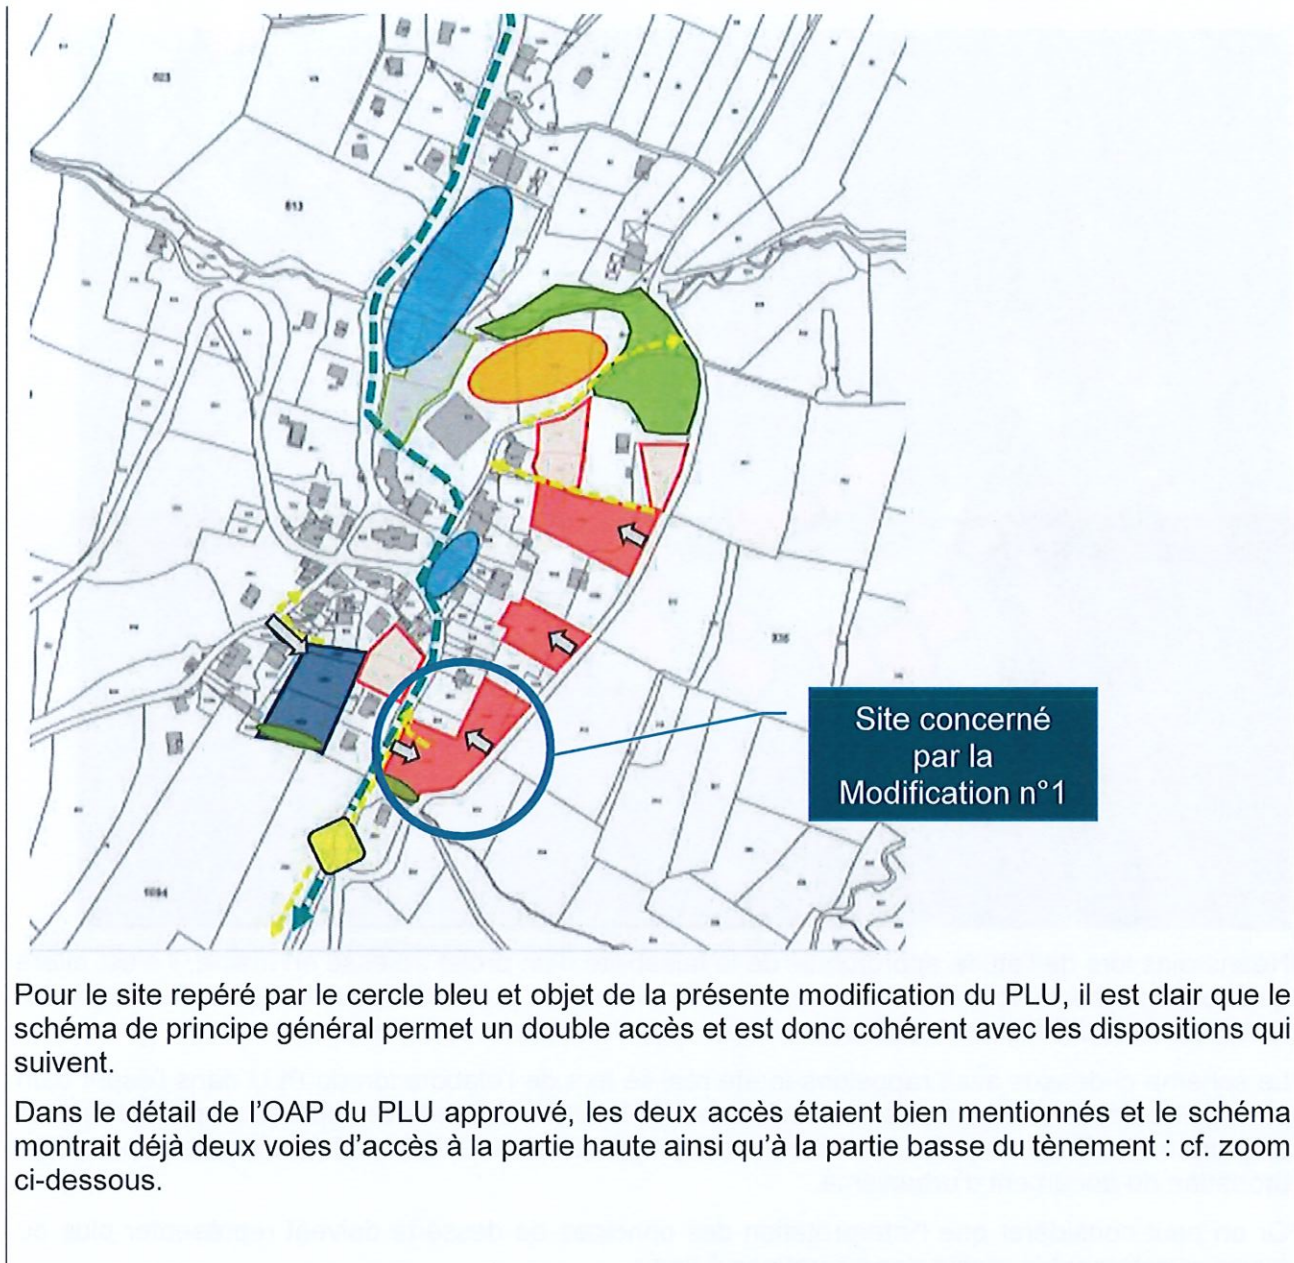 613
936
1094
Site concerné
par la
Modification n°1
Pour le site repéré par le cercle bleu et objet de la présente modification du PLU, il est clair que le
schéma de principe général permet un double accès et est donc cohérent avec les dispositions qui
suivent.
Dans le détail de l'OAP du PLU approuvé, les deux accès étaient bien mentionnés et le schéma
montrait déjà deux voies d'accès à la partie haute ainsi qu'à la partie basse du tènement : cf. zoom
ci-dessous.